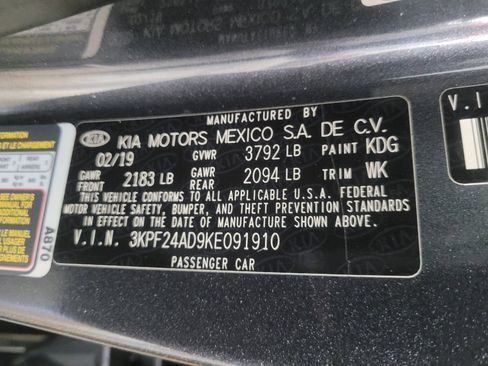 MANUFACTURED BY
KIA KIA MOTORS MEXICO S.A. DE C.V.
02/19 GVWR 3792 LB PAINT KDG
GAWR FRONT 2183 LB GAWR REAR 2094 LB TRIM WK
THIS VEHICLE CONFORMS TO ALL APPLICABLE U.S.A. FEDERAL
MOTOR VEHICLE SAFETY, BUMPER, AND THEFT PREVENTION STANDARDS
IN EFFECT ON THE DATE OF MANUFACTURE SHOWN ABOVE.
V.I.N. 3KPF24AD9KE091910
PASSENGER CAR
A870
V.I.